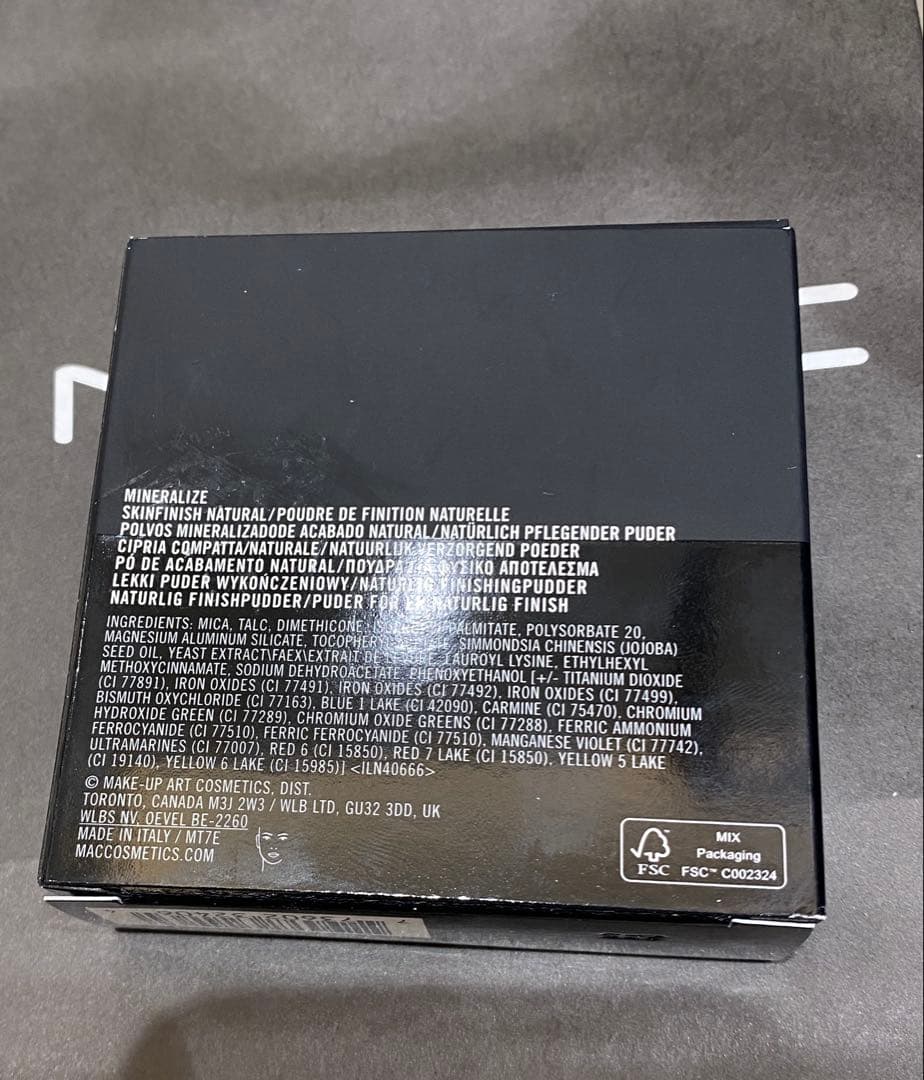 MINERALIZE
SKINFINISH NATURAL/POUDRE DE FINITION NATURELLE
POLVOS MINERALIZADODE ACABADO NATURAL/NATÜRLICH PFLEGENDER PUDER
CIPRIA COMPATTA/NATURALE/NATUURLIJK VERZORGEND POEDER
PÓ DE ACABAMENTO NATURAL/ΠΟΥΔΡΑ ΑΠΟΤΕΛΕΣΜΑ
LEKKI PUDER WYKOŃCZENIOWY/NATURLIG FINISHINGPUDDER
NATURLIG FINISHPUDDER/PUDER FOR NATURLIG FINISH
INGREDIENTS: MICA, TALC, DIMETHICONE, POLYSORBATE 20,
MAGNESIUM ALUMINUM SILICATE, SIMMONDSIA CHINENSIS (JOJOBA)
SEED OIL, YEAST EXTRACT\FAEX\EXTRAIT DE LAUROYL LYSINE, ETHYLHEXYL
METHOXYCINNAMATE, SODIUM DEHYDROACETATE, PHENOXYETHANOL [+/- TITANIUM DIOXIDE
(CI 77891), IRON OXIDES (CI 77491), IRON OXIDES (CI 77492), IRON OXIDES (CI 77499),
BISMUTH OXYCHLORIDE (CI 77163), BLUE 1 LAKE (CI 42090), CARMINE (CI 75470), CHROMIUM
HYDROXIDE GREEN (CI 77289), CHROMIUM OXIDE GREENS (CI 77288), FERRIC AMMONIUM
FERROCYANIDE (CI 77510), FERRIC FERROCYANIDE (CI 77510), MANGANESE VIOLET (CI 77742),
ULTRAMARINES (CI 77007), RED 6 (CI 15850), RED 7 LAKE (CI 15850), YELLOW 5 LAKE
(CI 19140), YELLOW 6 LAKE (CI 15985)] <ILN40666>
© MAKE-UP ART COSMETICS, DIST.
TORONTO, CANADA M3J 2W3 / WLB LTD, GU32 3DD, UK
WLBS NV, OEVEL BE-2260
MADE IN ITALY / MT7E
MACCOSMETICS.COM
FSC
MIX
Packaging
FSC™ C002324